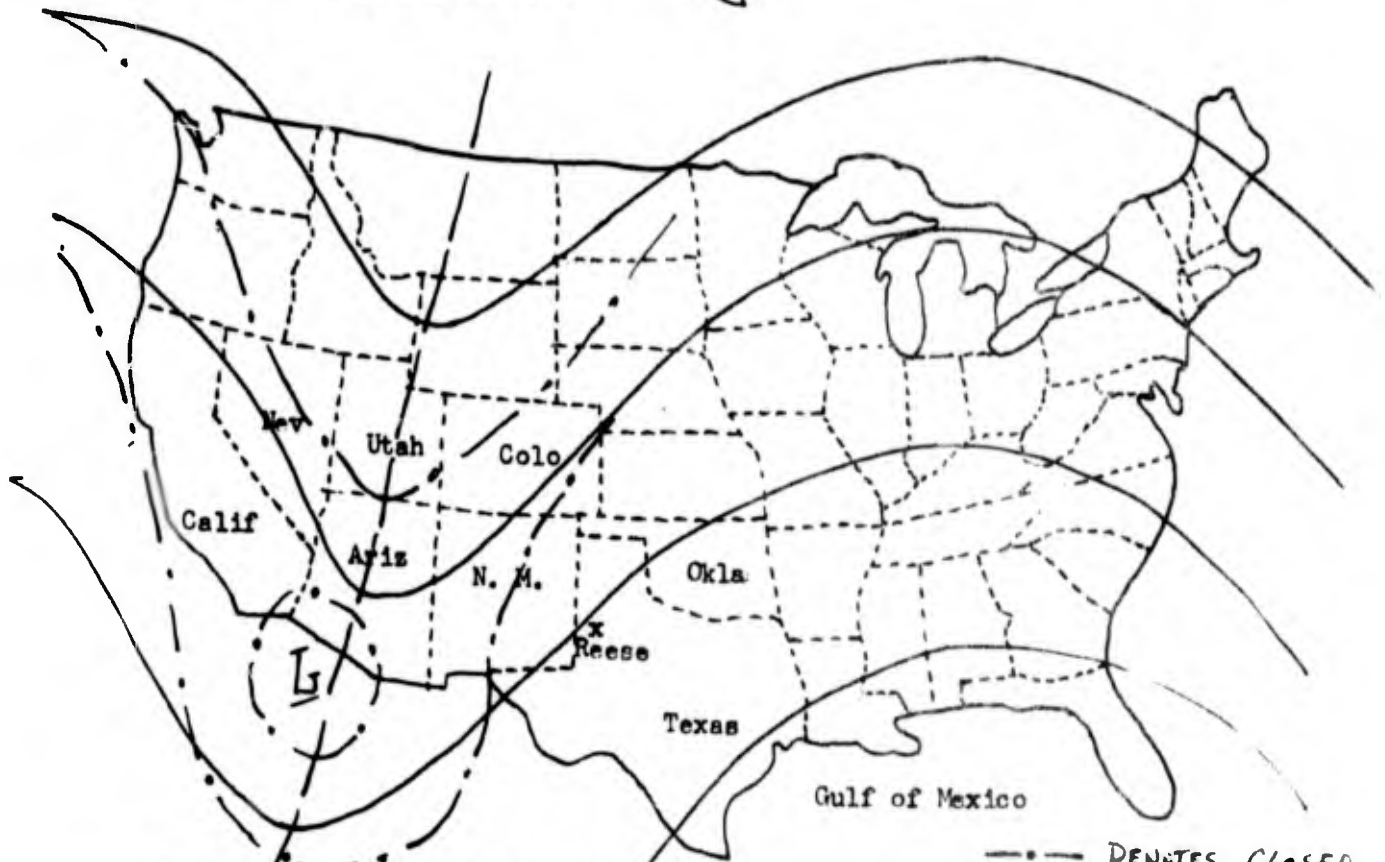 Nev
Utah
Colo
Calif
Ariz
N. M.
Okla
x
Reese
L
Texas
Gulf of Mexico
DENOTES CLOSED